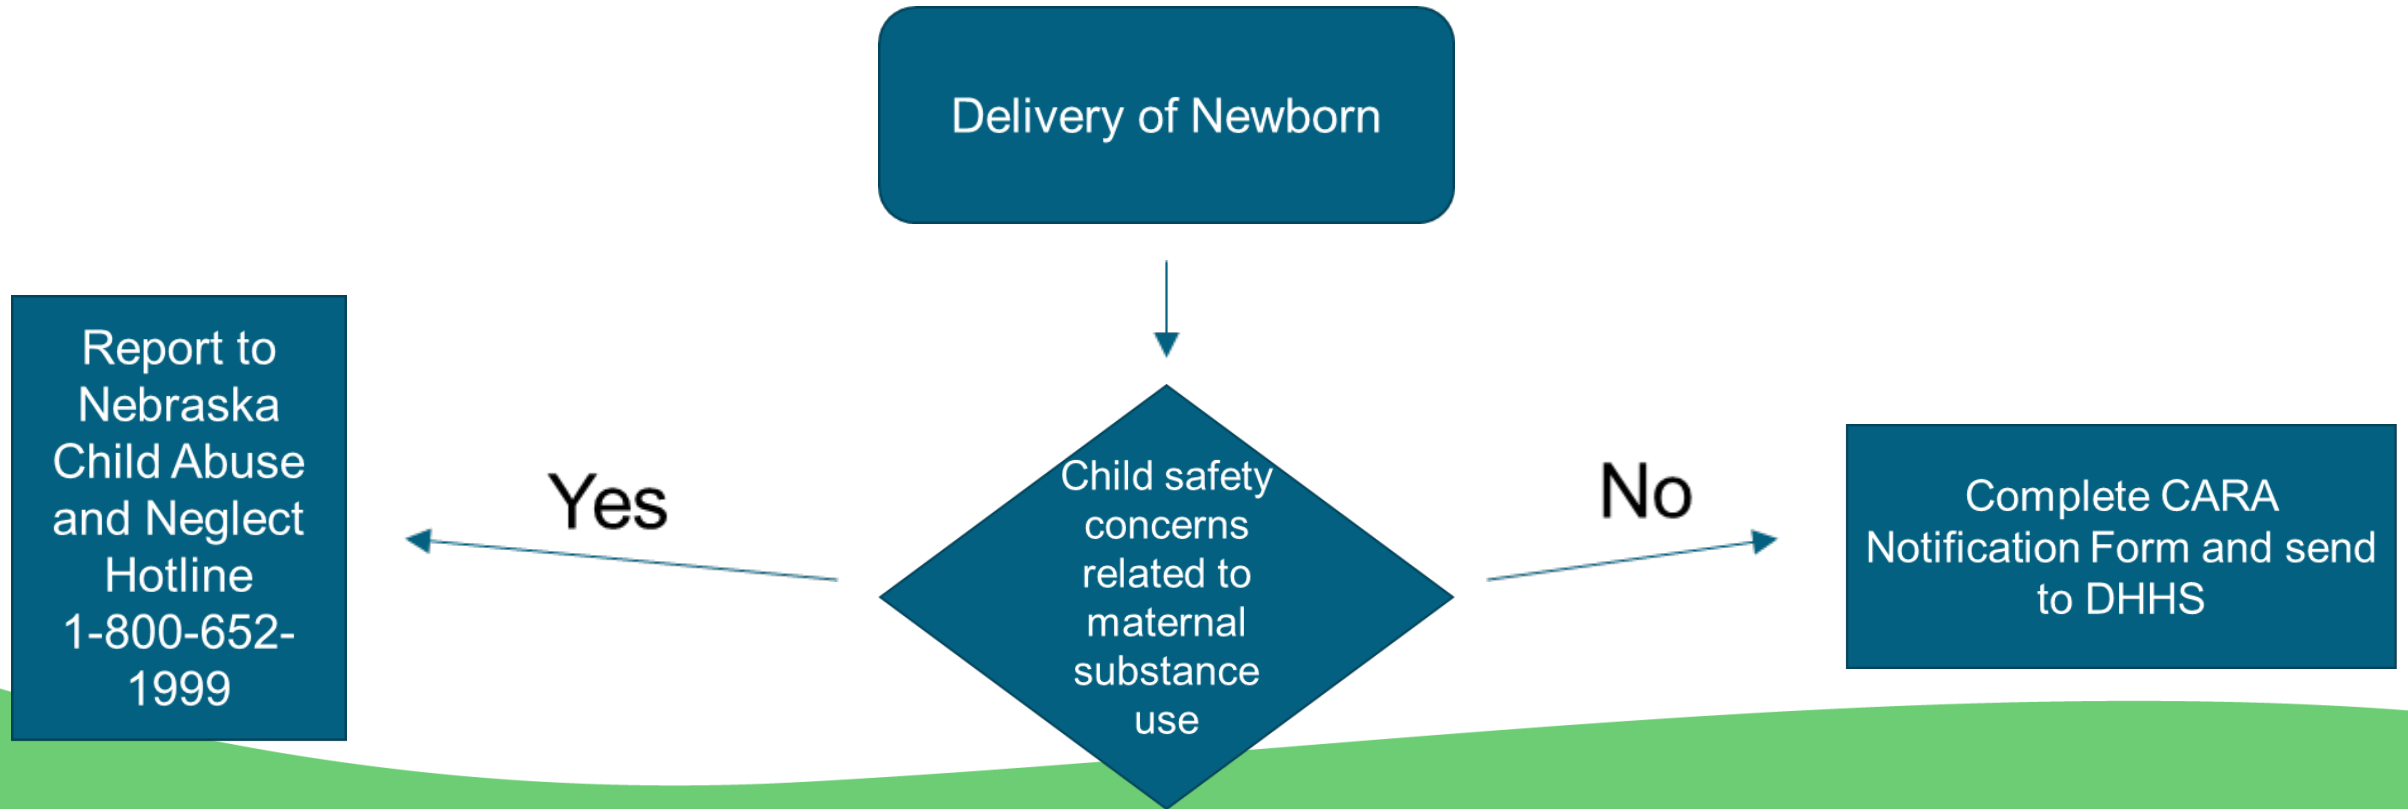 Delivery of Newborn
Report to
Nebraska
Child Abuse
and Neglect
Hotline
1-800-652-
1999
Yes
Child safety
concerns
related to
maternal
substance
use
No
Complete CARA
Notification Form and send
to DHHS